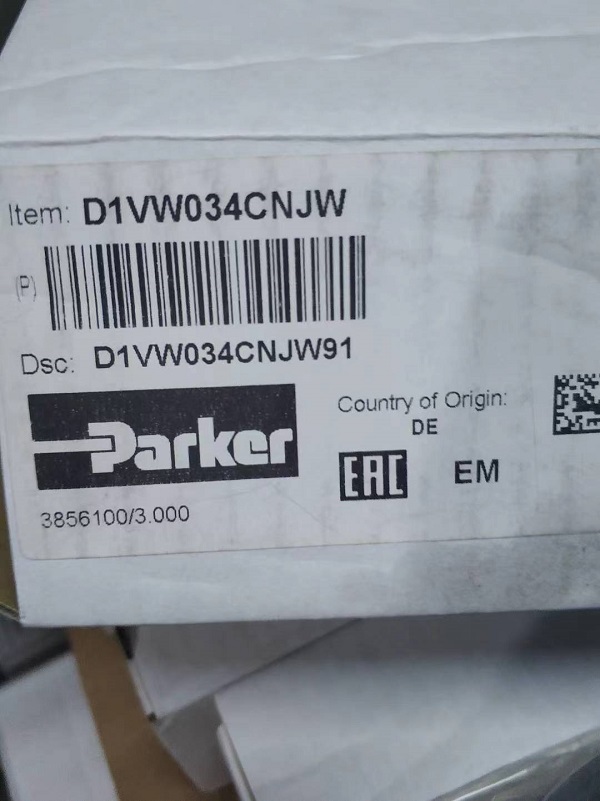 Item: D1VW034CNJW
(P)
Dsc: D1VW034CNJW91
Parker
Country of Origin:
DE
EAC
EM
3856100/3.000